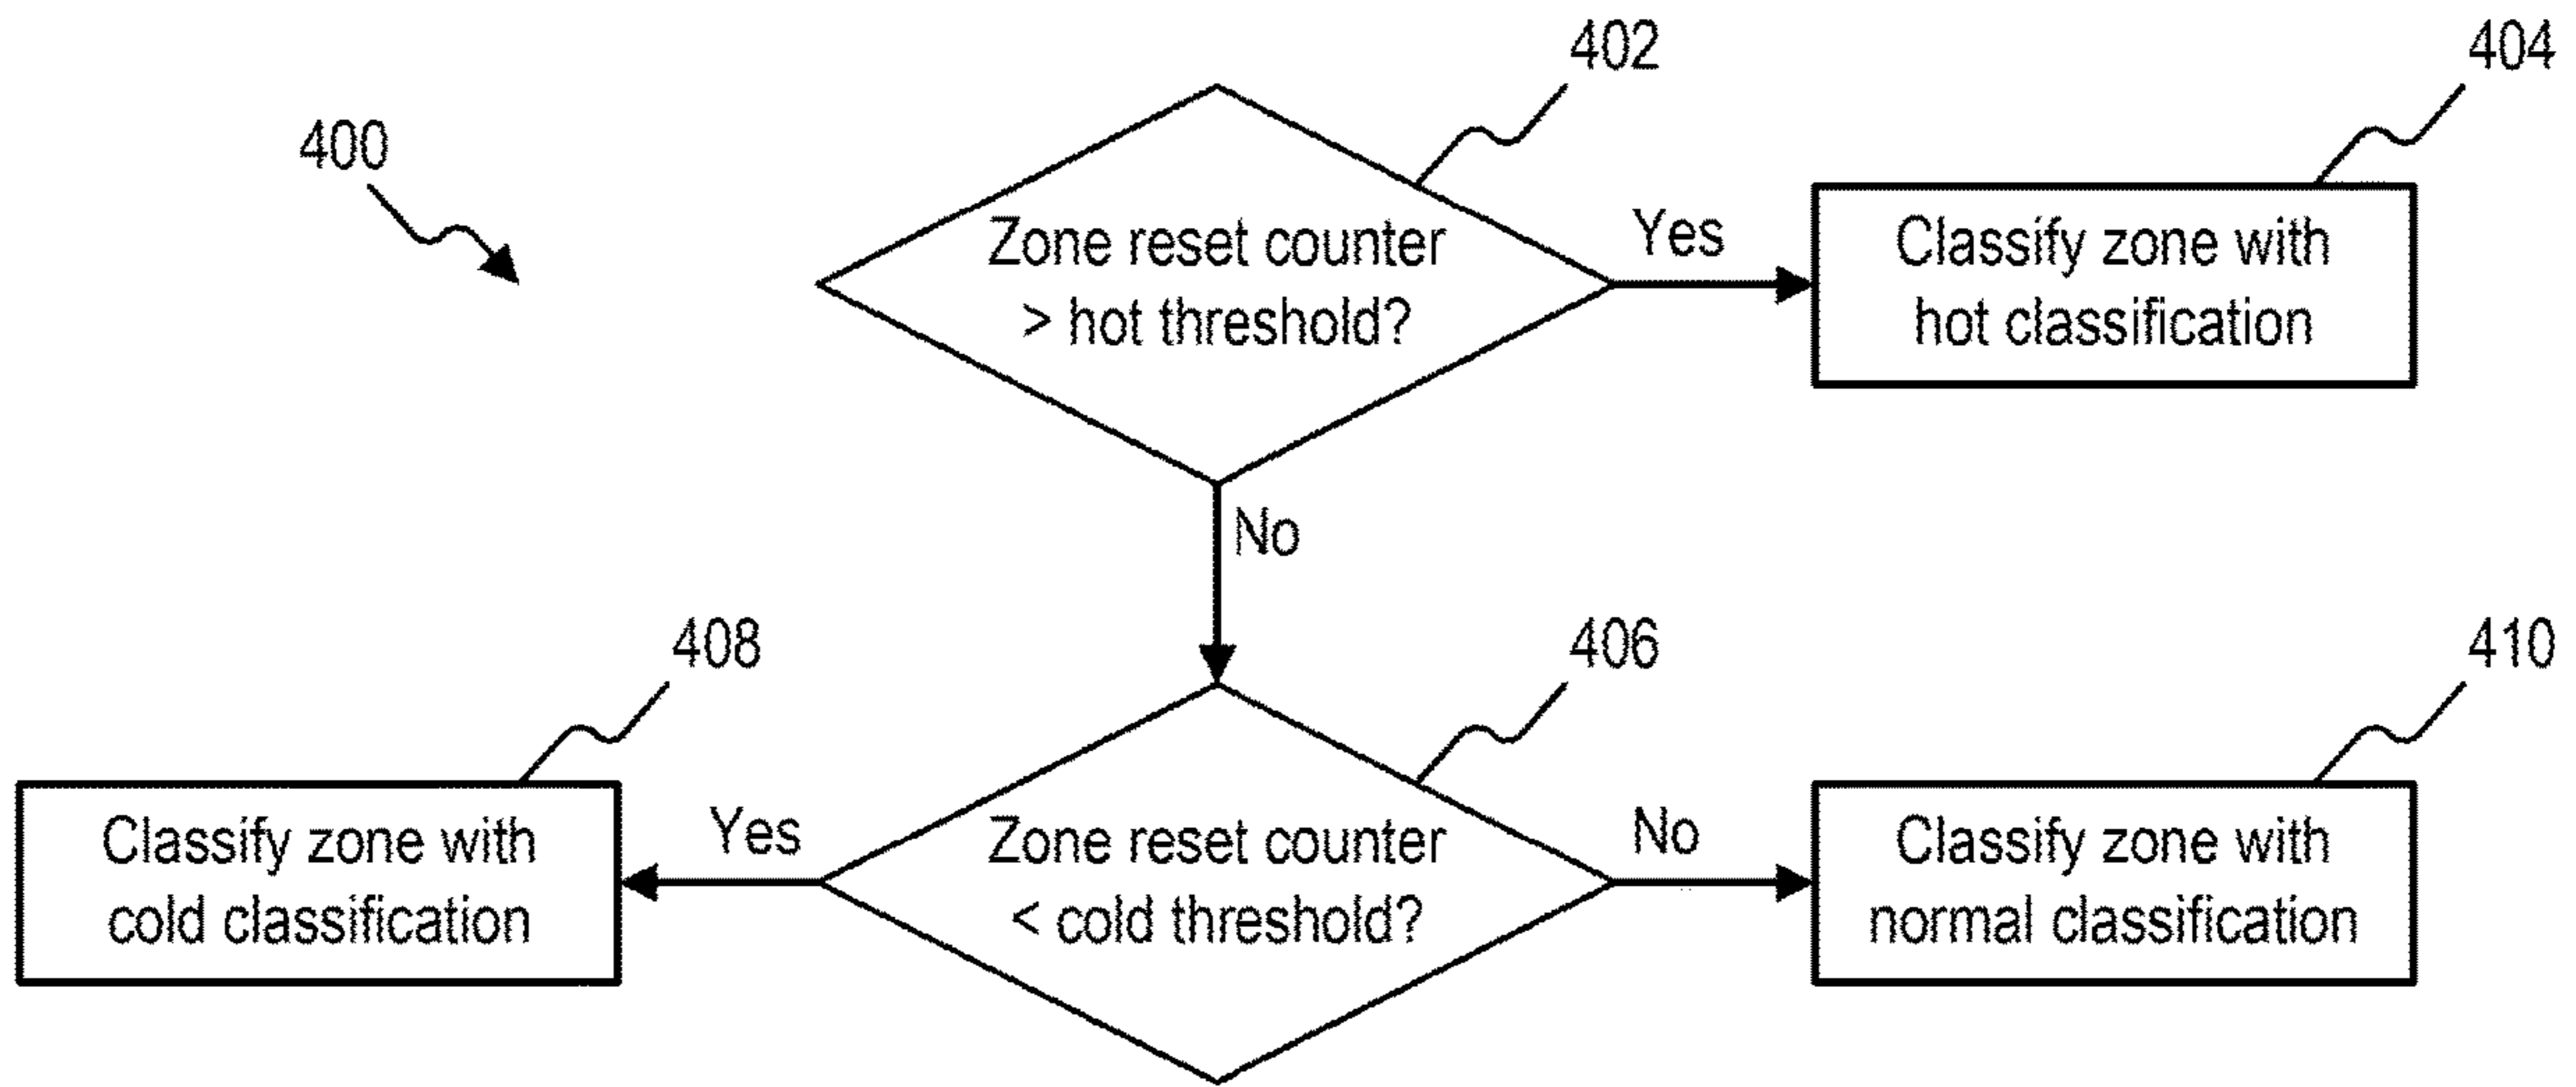 402
404
400
Zone reset counter
> hot threshold?
Yes
Classify zone with
hot classification
No
408
406
410
Classify zone with
cold classification
Yes
Zone reset counter
< cold threshold?
No
Classify zone with
normal classification